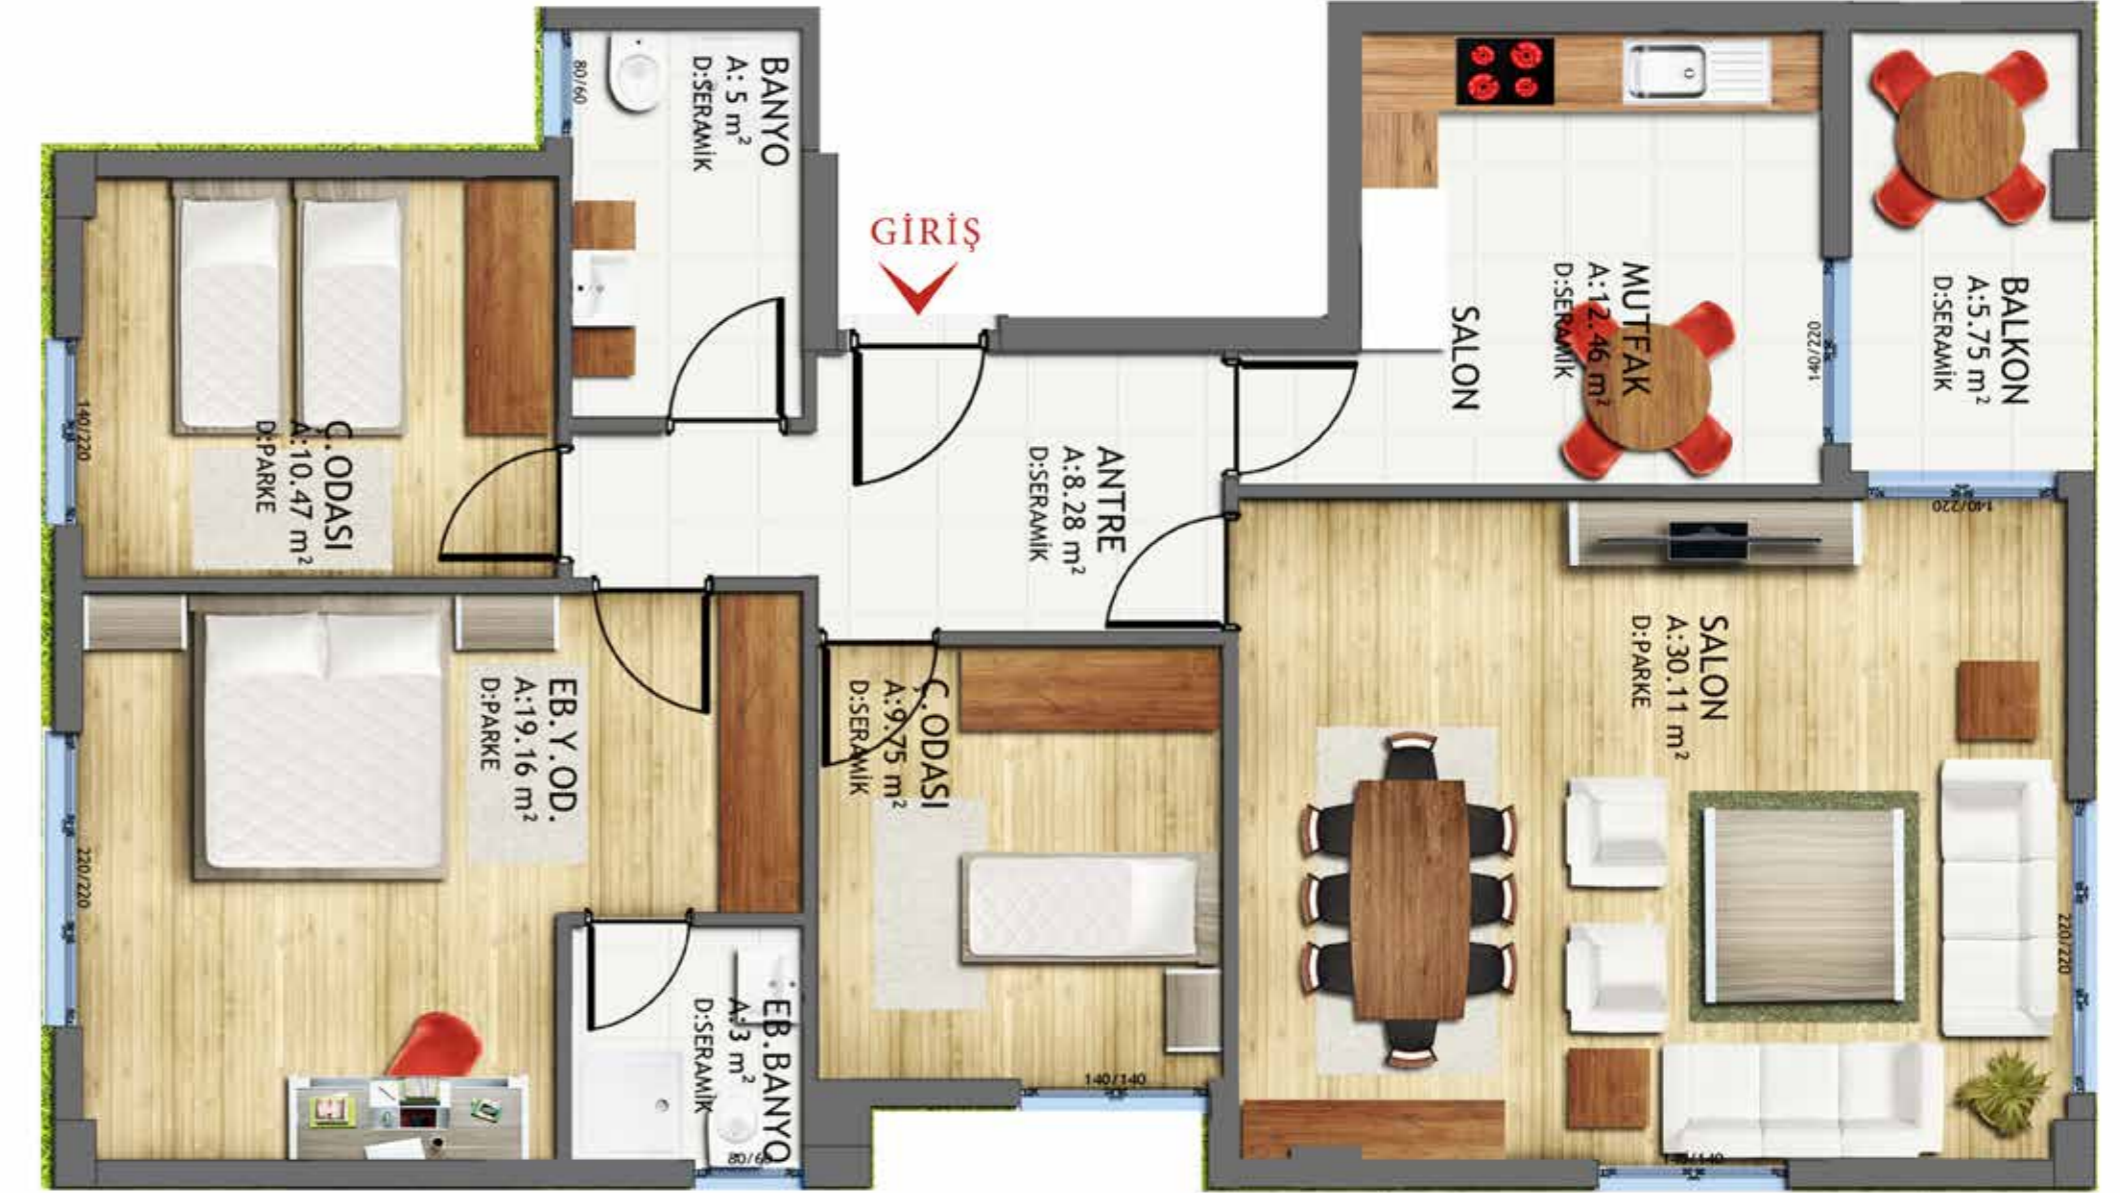 BANYO
A: 5 m²
D:SERAMİK
80/60
GİRİŞ
MUTFAK
A:12.46 m²
D:SERAMİK
SALON
140/220
BALKON
A:5.75 m²
D:SERAMİK
140/220
Ç.ODASI
A:10.47 m²
D:PARKE
140/220
ANTRE
A:8.28 m²
D:SERAMİK
EB.Y.OD.
A:19.16 m²
D:PARKE
220/220
Ç.ODASI
A:9.75 m²
D:SERAMİK
140/140
SALON
A:30.11 m²
D:PARKE
220/220
140/140
EB.BANYO
A:3 m²
D:SERAMİK
80/60